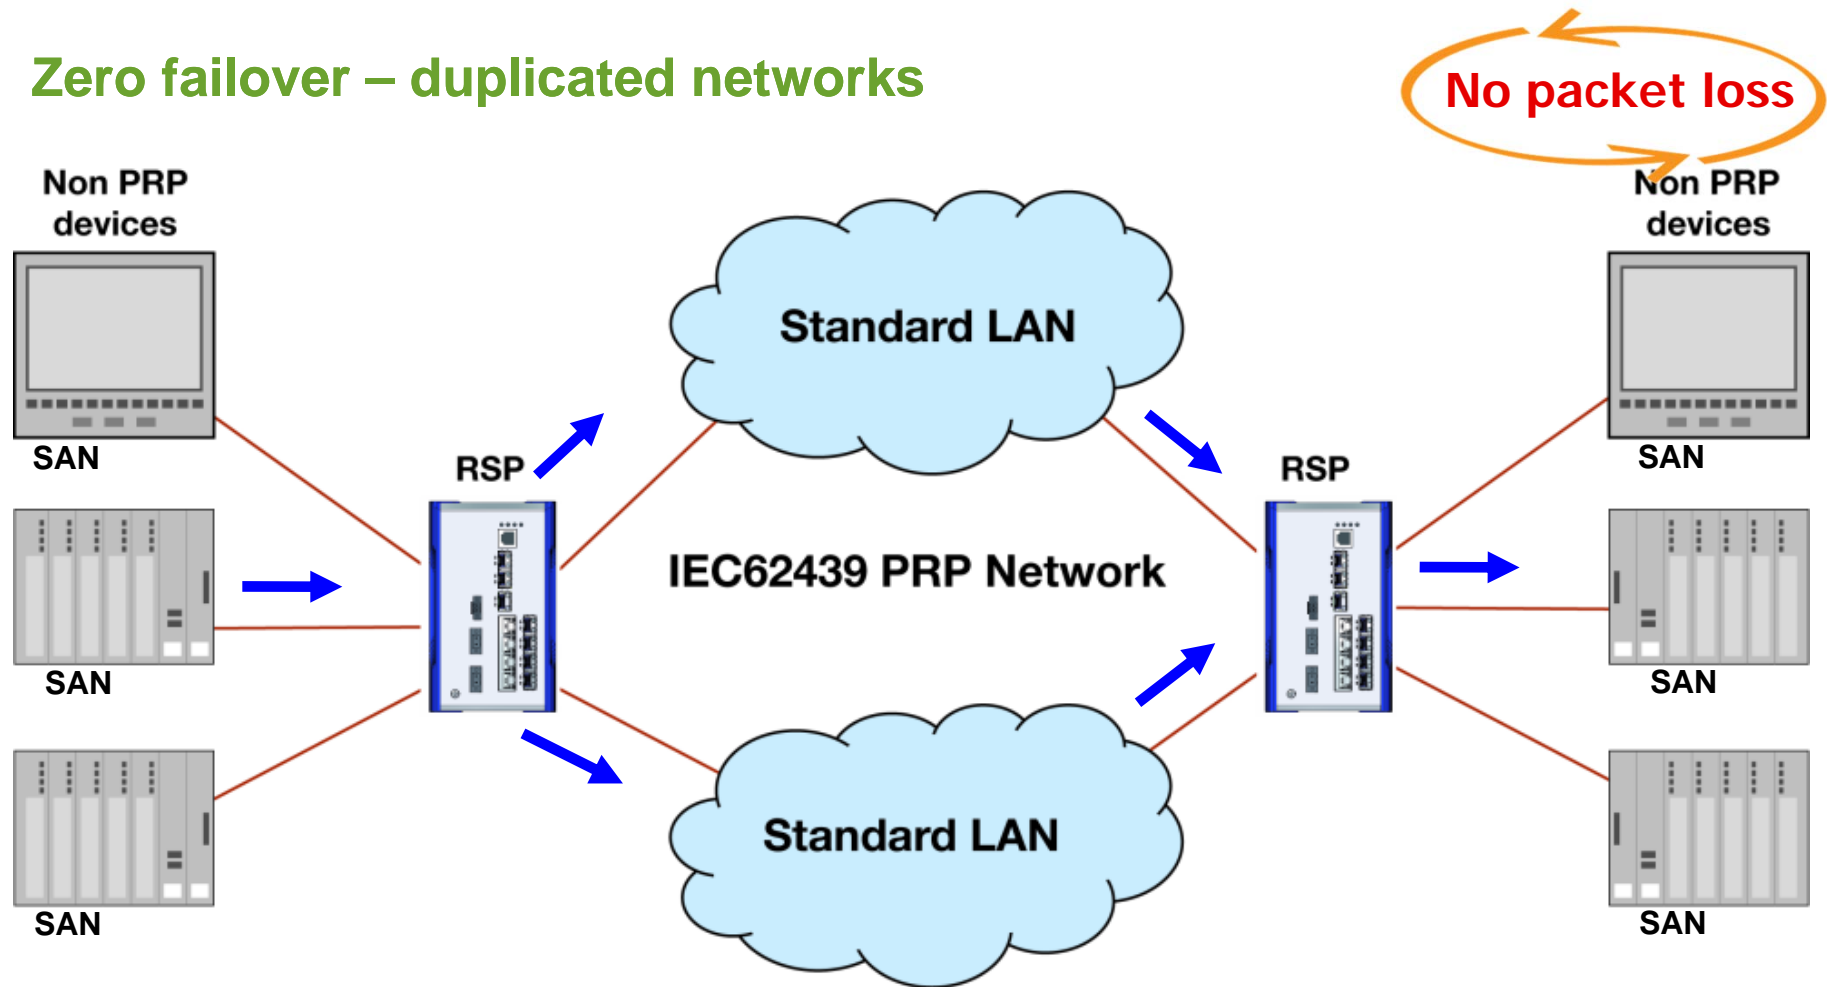 Zero failover – duplicated networks
No packet loss
Non PRP
devices
Non PRP
devices
Standard LAN
SAN
SAN
RSP
RSP
IEC62439 PRP Network
SAN
SAN
Standard LAN
SAN
SAN